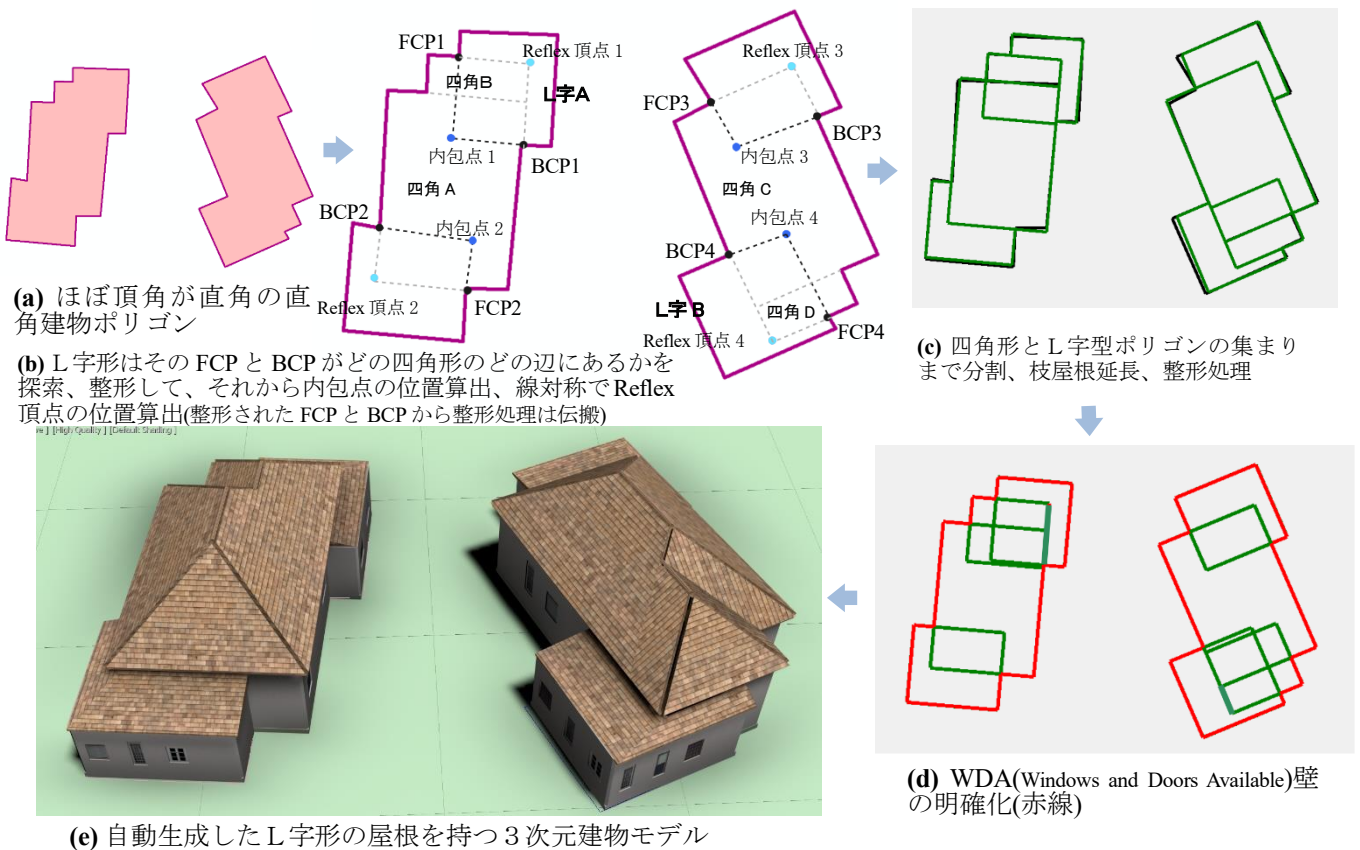 FCP1
Reflex 頂点 1
四角B
L字A
内包点 1
BCP1
四角 A
BCP2
内包点 2
Reflex 頂点 2
FCP2
Reflex 頂点 3
FCP3
BCP3
内包点 3
四角 C
内包点 4
BCP4
L字 B
四角 D
Reflex 頂点 4
FCP4
(a) ほぼ頂角が直角の直
角建物ポリゴン
(b) L字形はその FCP と BCP がどの四角形のどの辺にあるかを
探索、整形して、それから内包点の位置算出、線対称で Reflex
頂点の位置算出(整形された FCP と BCP から整形処理は伝搬)
(c) 四角形とL字型ポリゴンの集まり
まで分割、枝屋根延長、整形処理
(d) WDA(Windows and Doors Available)壁
の明確化(赤線)
ve ] [High Quality ] [Default Shading ]
(e) 自動生成したL字形の屋根を持つ3次元建物モデル